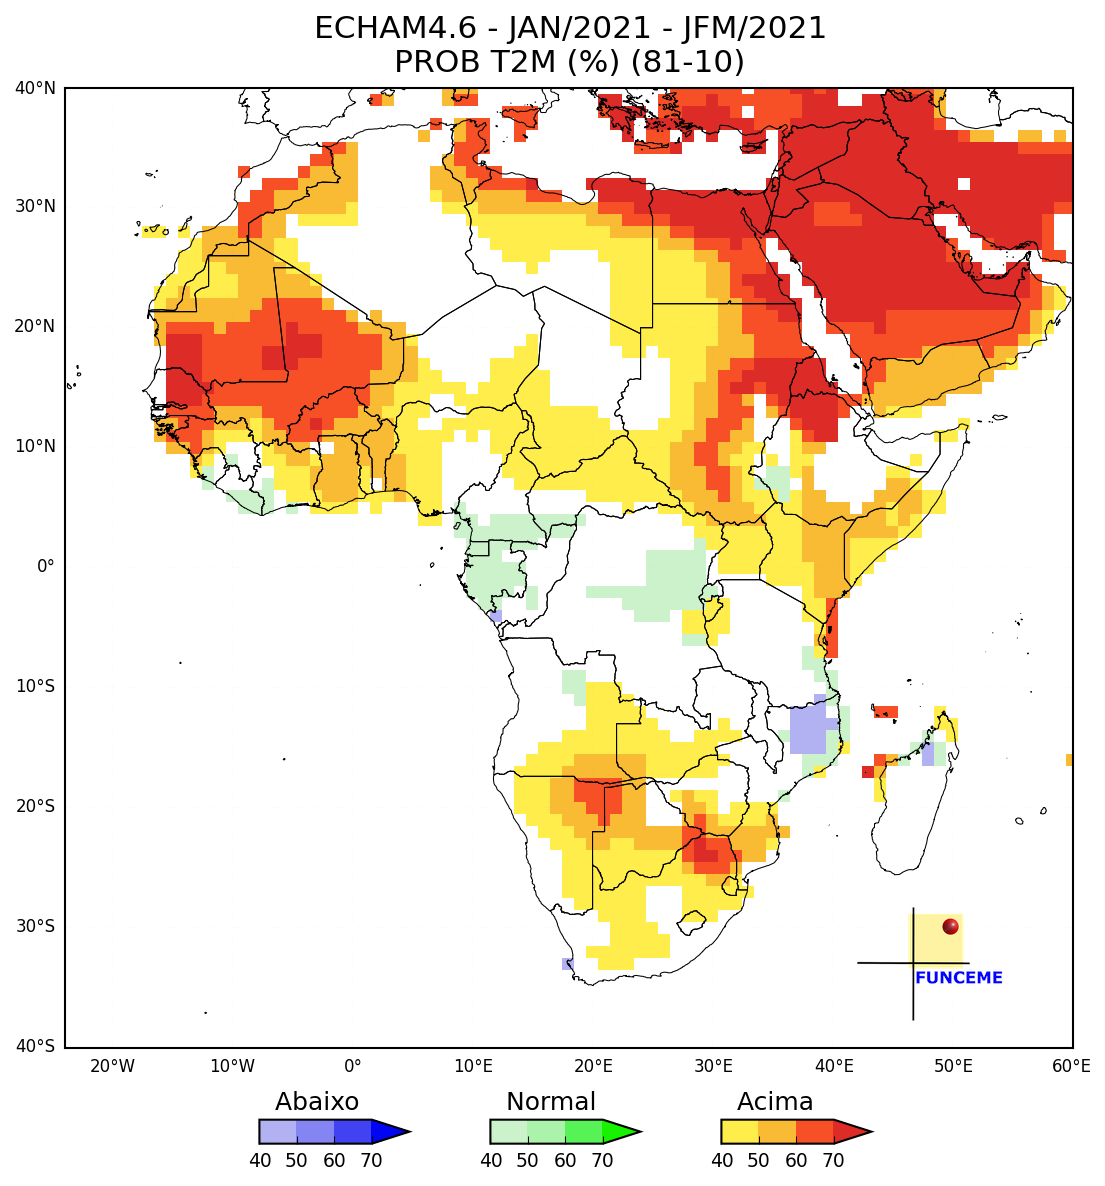 ECHAM4.6 - JAN/2021 - JFM/2021
PROB T2M (%) (81-10)
40°N
30°N
20°N
10°N
0°
10°S
20°S
30°S
40°S
20°W 10°W 0° 10°E 20°E 30°E 40°E 50°E 60°E
FUNCEME
Abaixo Normal Acima
40 50 60 70 40 50 60 70 40 50 60 70